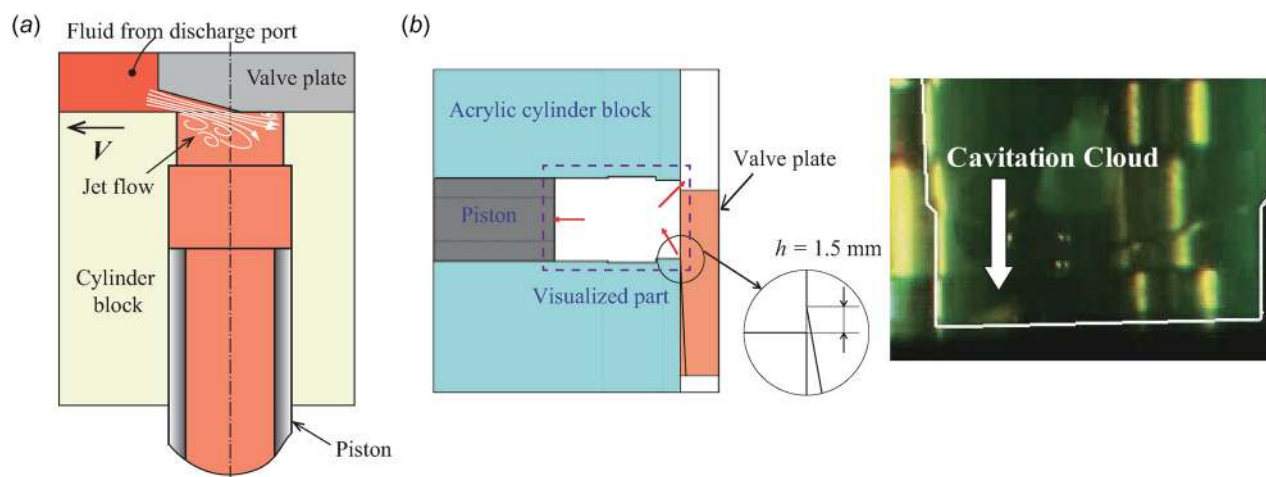 (a)
Fluid from discharge port
Valve plate
V
Jet flow
Cylinder
block
Piston
(b)
Acrylic cylinder block
Valve plate
Piston
h = 1.5 mm
Visualized part
Cavitation Cloud